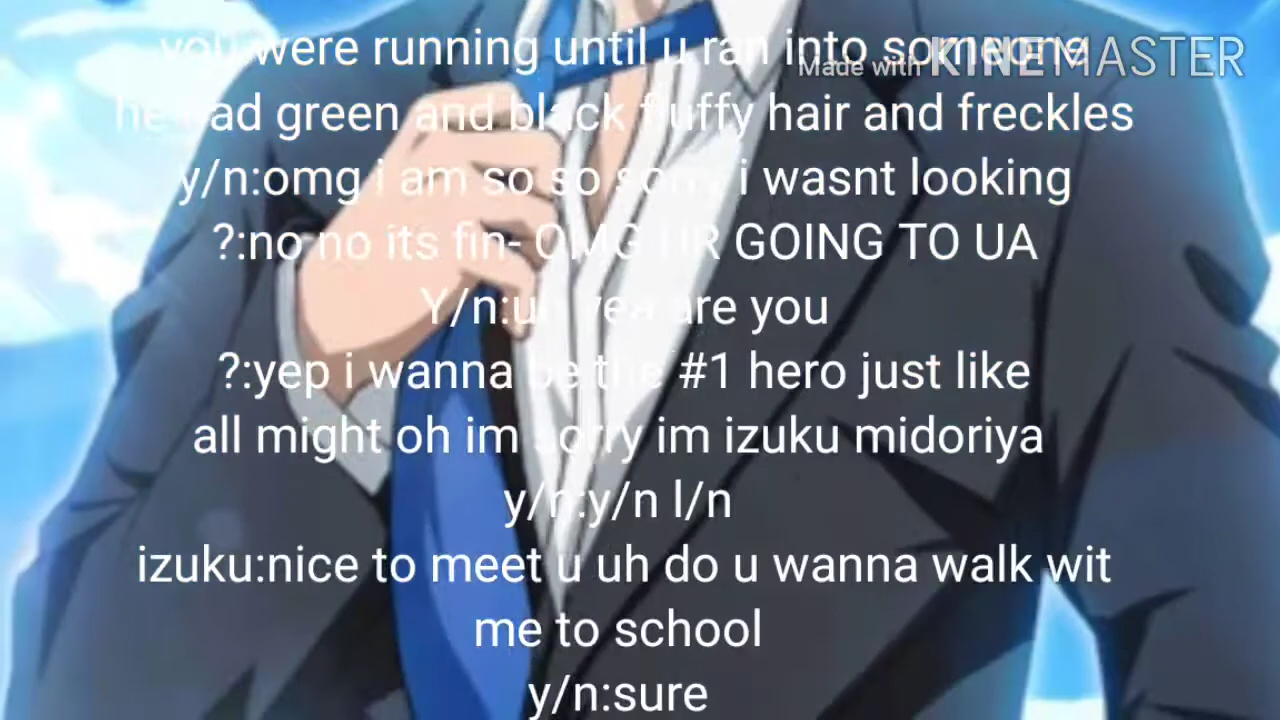 you were running until u ran into someone
Made with KINEMASTER
he had green and black fluffy hair and freckles
y/n:omg i am so so sorry i wasnt looking
?:no no its fin- OMG UR GOING TO UA
Y/n:uh yea are you
?:yep i wanna be the #1 hero just like
all might oh im sorry im izuku midoriya
y/n:y/n l/n
izuku:nice to meet u uh do u wanna walk wit
me to school
y/n:sure